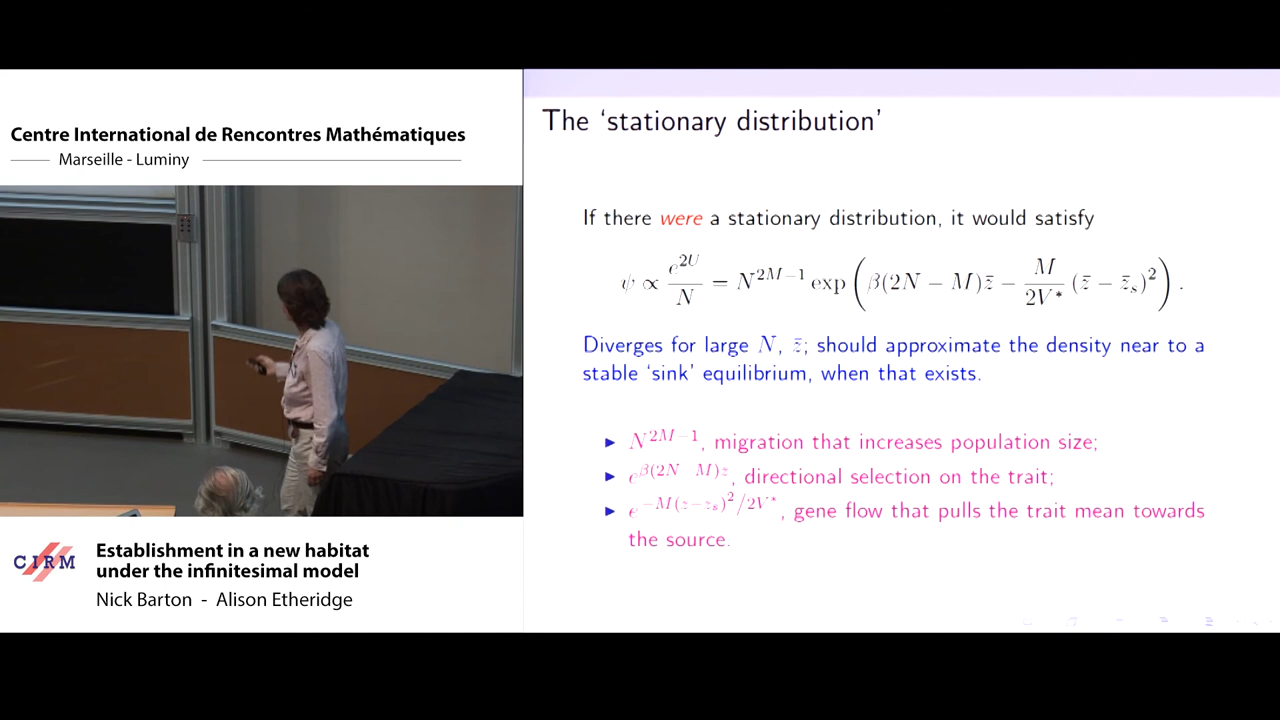 Centre International de Rencontres Mathématiques
Marseille - Luminy
The ‘stationary distribution’
If there were a stationary distribution, it would satisfy
ψ ∝ e^{2U}/N = N^{2M−1} exp ( β(2N − M)z̄ − M/(2V*) (z̄ − z̄_s)^2 ) .
Diverges for large N, z̄; should approximate the density near to a
stable ‘sink’ equilibrium, when that exists.
▶ N^{2M−1}, migration that increases population size;
▶ e^{β(2N−M)z̄}, directional selection on the trait;
▶ e^{−M(z̄−z̄_s)^2/2V*}, gene flow that pulls the trait mean towards
the source.
CIRM
Establishment in a new habitat
under the infinitesimal model
Nick Barton - Alison Etheridge